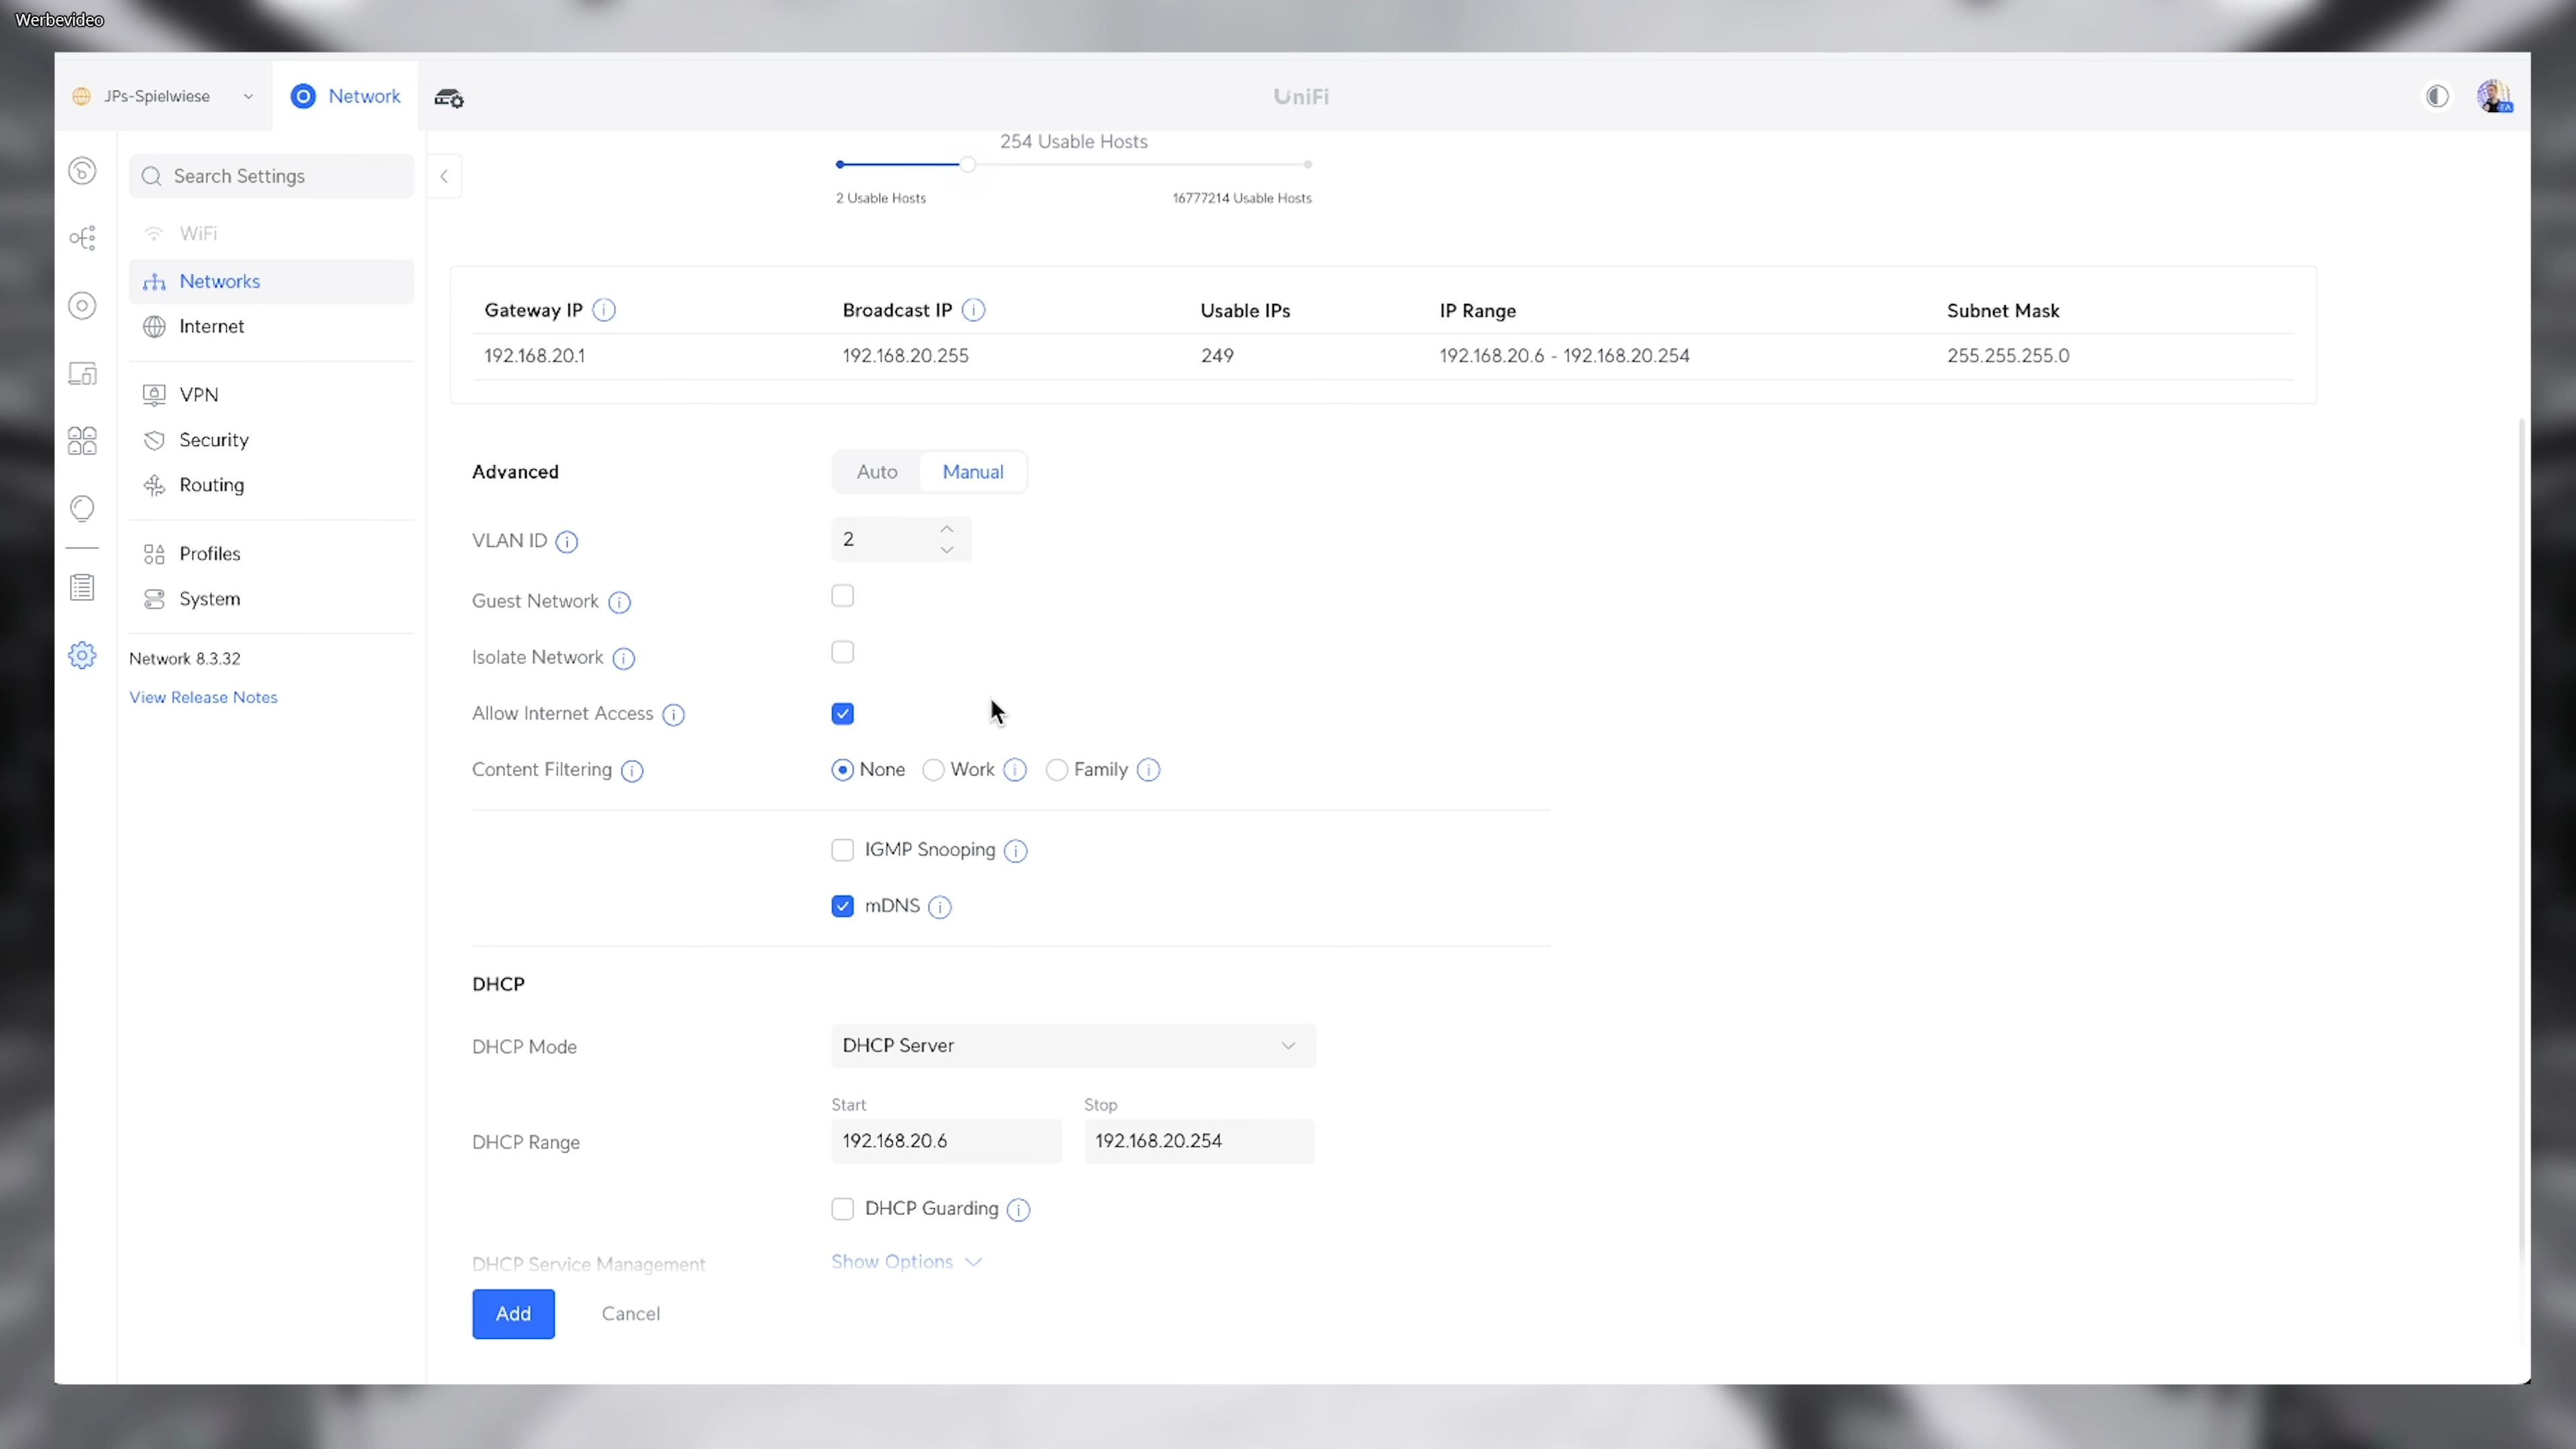 Werbevideo
JPs-Spielwiese
Network
UniFi
Search Settings
WiFi
Networks
Internet
VPN
Security
Routing
Profiles
System
Network 8.3.32
View Release Notes
254 Usable Hosts
2 Usable Hosts 16777214 Usable Hosts
Gateway IP Broadcast IP Usable IPs IP Range Subnet Mask
192.168.20.1 192.168.20.255 249 192.168.20.6 - 192.168.20.254 255.255.255.0
Advanced Auto Manual
VLAN ID 2
Guest Network
Isolate Network
Allow Internet Access
Content Filtering None Work Family
IGMP Snooping
mDNS
DHCP
DHCP Mode DHCP Server
Start Stop
DHCP Range 192.168.20.6 192.168.20.254
DHCP Guarding
DHCP Service Management Show Options
Add Cancel